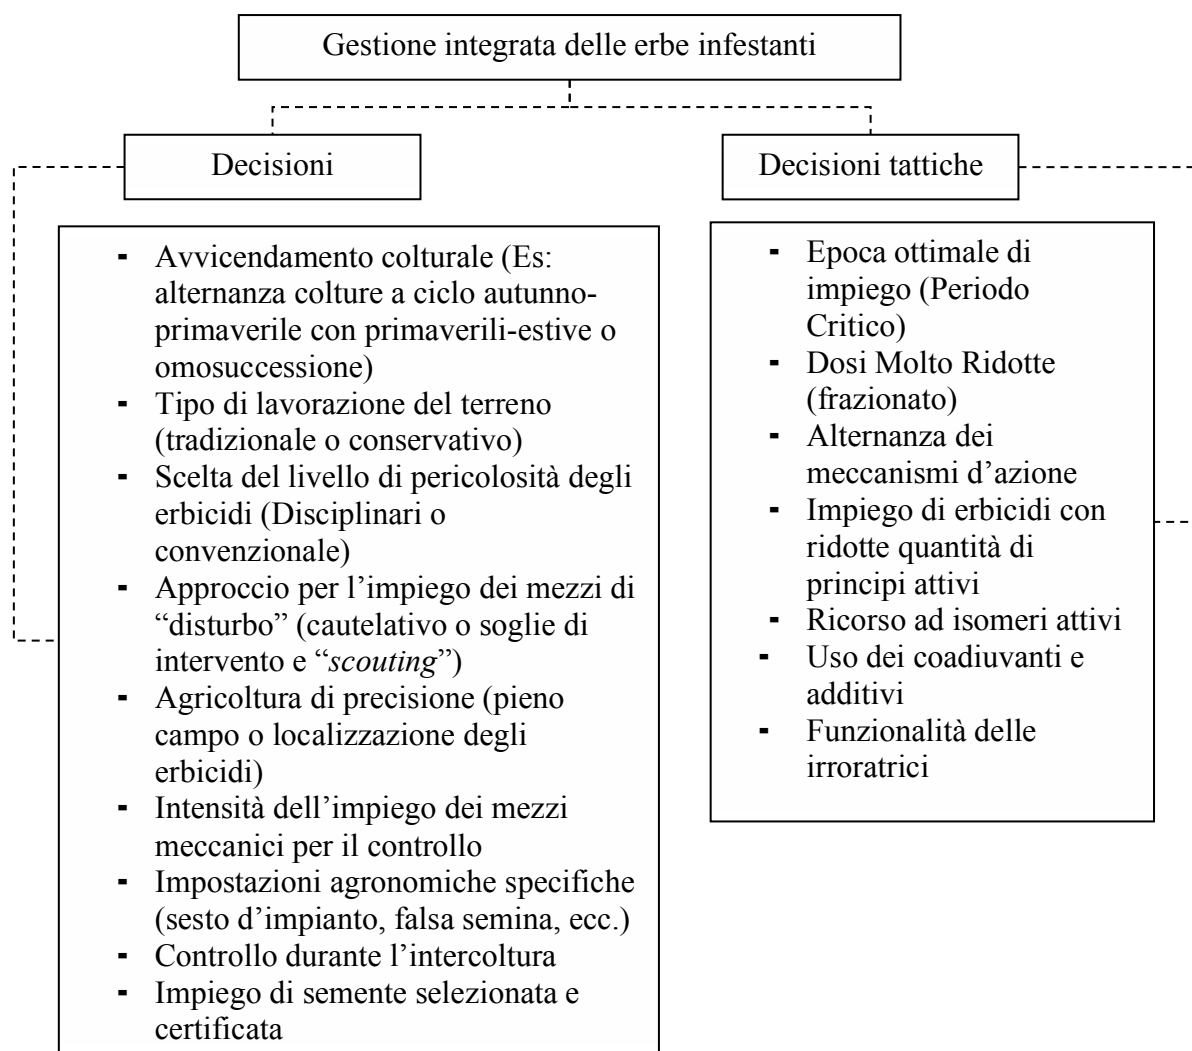 Gestione integrata delle erbe infestanti
Decisioni
Decisioni tattiche
- Avvicendamento colturale (Es:
alternanza colture a ciclo autunno-
primaverile con primaverili-estive o
omosuccessione)
- Tipo di lavorazione del terreno
(tradizionale o conservativo)
- Scelta del livello di pericolosità degli
erbicidi (Disciplinari o
convenzionale)
- Approccio per l’impiego dei mezzi di
“disturbo” (cautelativo o soglie di
intervento e “scouting”)
- Agricoltura di precisione (pieno
campo o localizzazione degli
erbicidi)
- Intensità dell’impiego dei mezzi
meccanici per il controllo
- Impostazioni agronomiche specifiche
(sesto d’impianto, falsa semina, ecc.)
- Controllo durante l’intercoltura
- Impiego di semente selezionata e
certificata
- Epoca ottimale di
impiego (Periodo
Critico)
- Dosi Molto Ridotte
(frazionato)
- Alternanza dei
meccanismi d’azione
- Impiego di erbicidi con
ridotte quantità di
principi attivi
- Ricorso ad isomeri attivi
- Uso dei coadiuvanti e
additivi
- Funzionalità delle
irroratrici